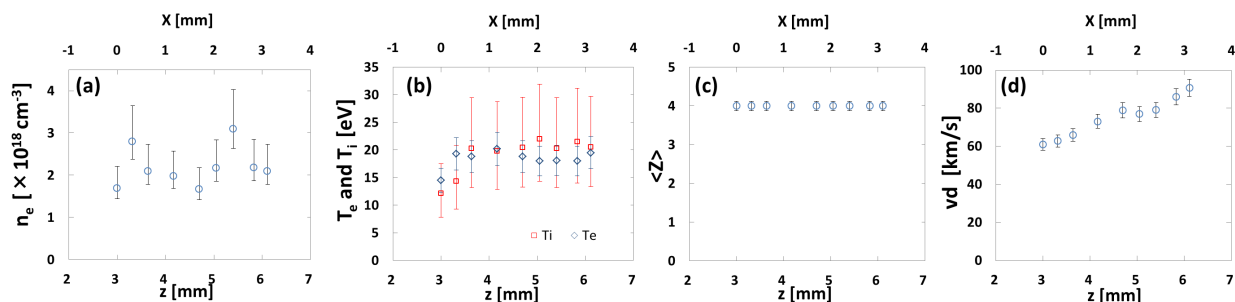 X [mm]
-1 0 1 2 3 4
(a)
n_e [×10^18 cm^-3]
4
3
2
1
0
2 3 4 5 6 7
z [mm]
X [mm]
-1 0 1 2 3 4
(b)
T_e and T_i [eV]
35
30
25
20
15
10
5
0
Ti Te
2 3 4 5 6 7
z [mm]
X [mm]
-1 0 1 2 3 4
(c)
<Z>
5
4
3
2
1
0
2 3 4 5 6 7
z [mm]
X [mm]
-1 0 1 2 3 4
(d)
vd [km/s]
100
80
60
40
20
0
2 3 4 5 6 7
z [mm]